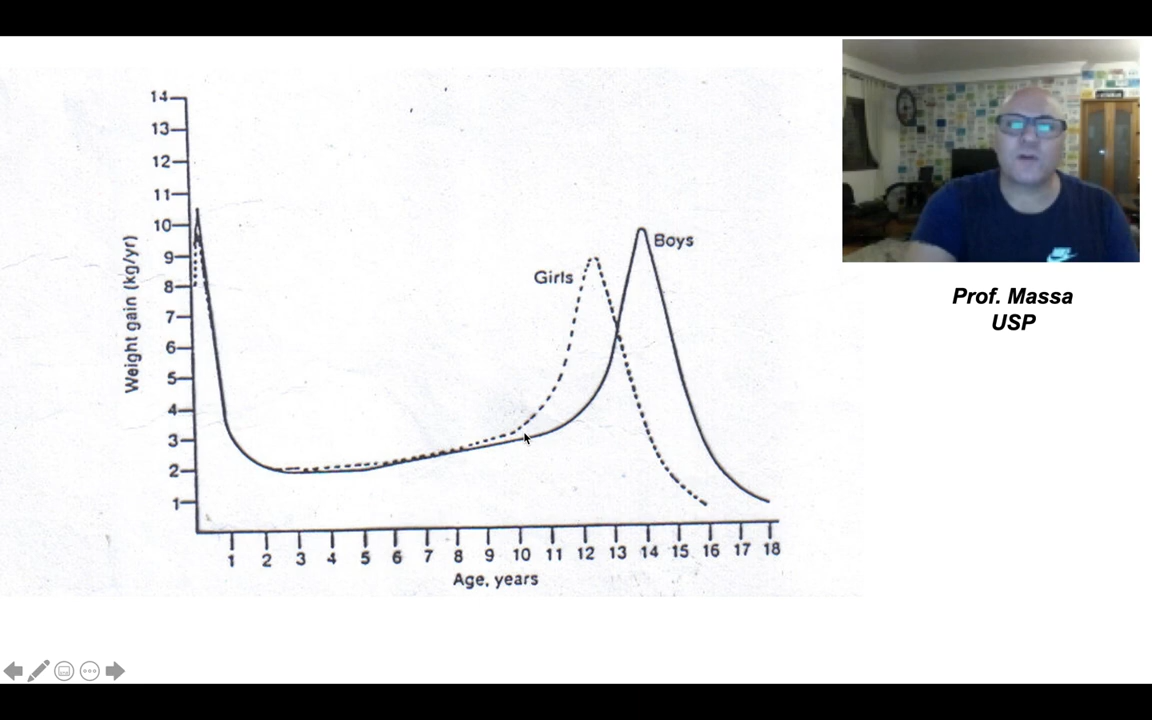 14
13
12
11
10
9
8
7
6
5
4
3
2
1
Weight gain (kg/yr)
Girls
Boys
1 2 3 4 5 6 7 8 9 10 11 12 13 14 15 16 17 18
Age, years
Prof. Massa
USP